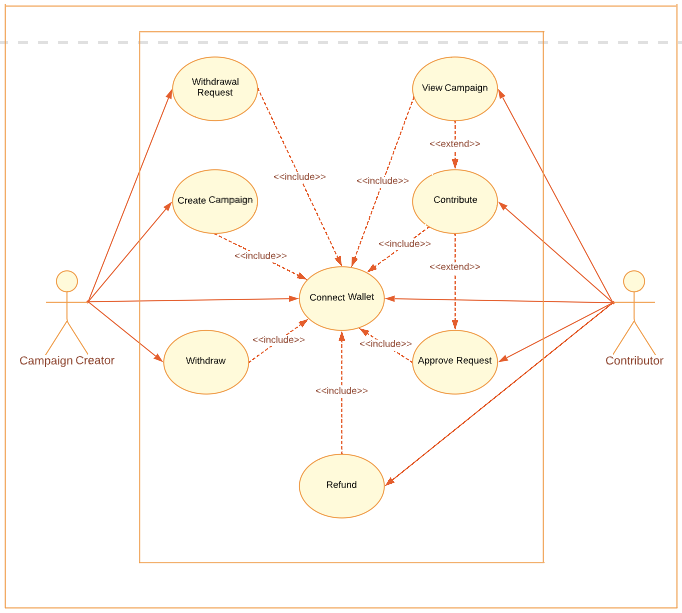 Withdrawal
Request
View Campaign
<<extend>>
<<include>>
<<include>>
Create Campaign
Contribute
<<include>>
<<include>>
<<extend>>
Connect Wallet
<<include>>
<<include>>
Campaign Creator
Withdraw
Approve Request
Contributor
<<include>>
Refund